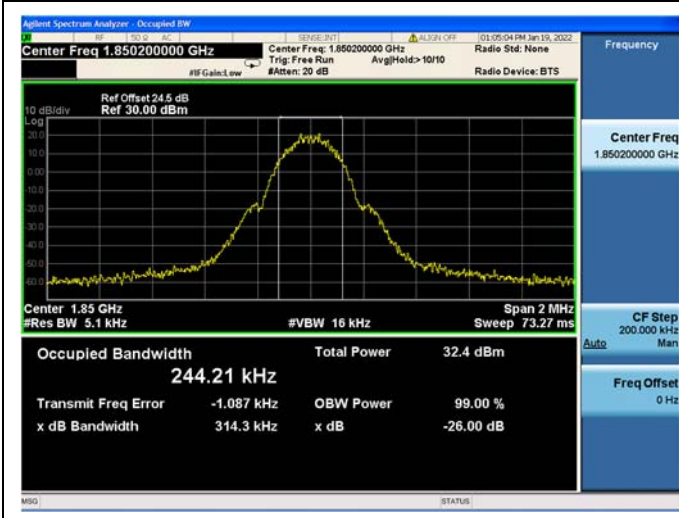 Agilent Spectrum Analyzer - Occupied BW
RF 50 Ω AC SENSE:INT ALIGN OFF 01:05:04 PM Jan 19, 2022
Center Freq 1.850200000 GHz Center Freq: 1.850200000 GHz Radio Std: None Frequency
Trig: Free Run Avg|Hold:> 10/10
#IFGain:Low #Atten: 20 dB Radio Device: BTS
Ref Offset 24.5 dB
10 dB/div Ref 30.00 dBm
Log
20.0
10.0
0.00
-10.0
-20.0
-30.0
-40.0
-50.0
-60.0
Center Freq
1.850200000 GHz
Center 1.85 GHz Span 2 MHz
#Res BW 5.1 kHz #VBW 16 kHz Sweep 73.27 ms
CF Step
200.000 kHz
Auto Man
Occupied Bandwidth Total Power 32.4 dBm
244.21 kHz
Transmit Freq Error -1.087 kHz OBW Power 99.00 %
x dB Bandwidth 314.3 kHz x dB -26.00 dB
Freq Offset
0 Hz
MSG STATUS